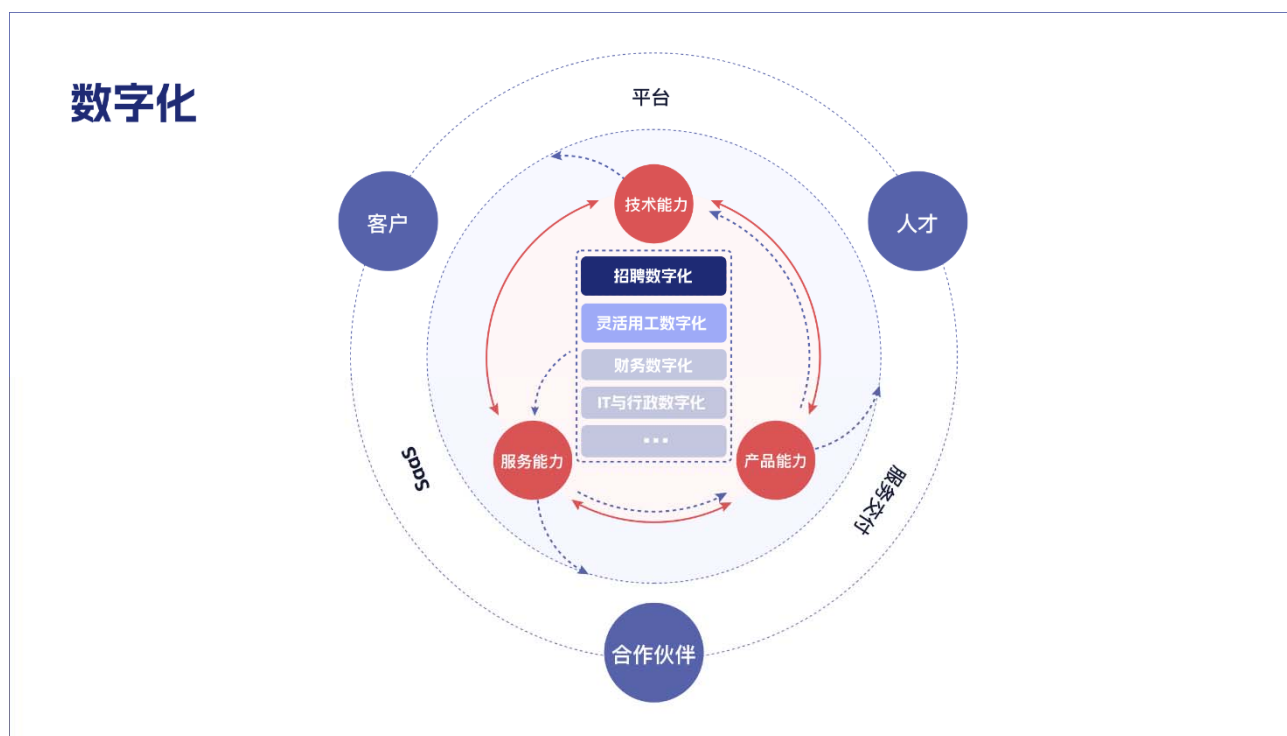 数字化
平台
客户
人才
技术能力
招聘数字化
灵活用工数字化
财务数字化
IT与行政数字化
...
服务能力
产品能力
SaaS
服务交付
合作伙伴